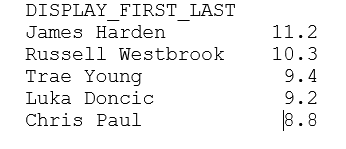 DISPLAY_FIRST_LAST
James Harden 11.2
Russell Westbrook 10.3
Trae Young 9.4
Luka Doncic 9.2
Chris Paul 8.8